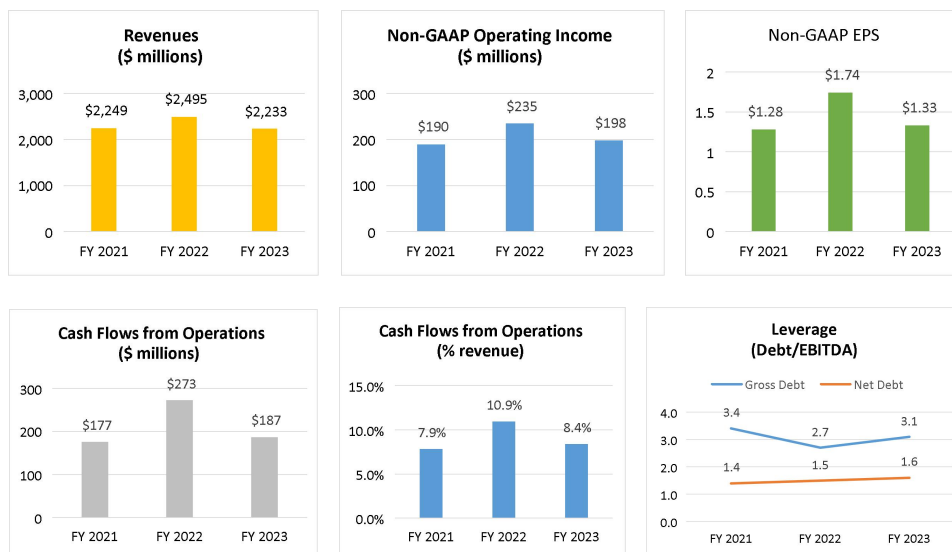 Revenues
($ millions)
3,000
2,000
1,000
0
$2,249
$2,495
$2,233
FY 2021
FY 2022
FY 2023
Non-GAAP Operating Income
($ millions)
300
200
100
0
$190
$235
$198
FY 2021
FY 2022
FY 2023
Non-GAAP EPS
2
1.5
1
0.5
0
$1.28
$1.74
$1.33
FY 2021
FY 2022
FY 2023
Cash Flows from Operations
($ millions)
300
200
100
0
$177
$273
$187
FY 2021
FY 2022
FY 2023
Cash Flows from Operations
(% revenue)
15.0%
10.0%
5.0%
0.0%
7.9%
10.9%
8.4%
FY 2021
FY 2022
FY 2023
Leverage
(Debt/EBITDA)
Gross Debt
Net Debt
4.0
3.0
2.0
1.0
0.0
3.4
2.7
3.1
1.4
1.5
1.6
FY 2021
FY 2022
FY 2023